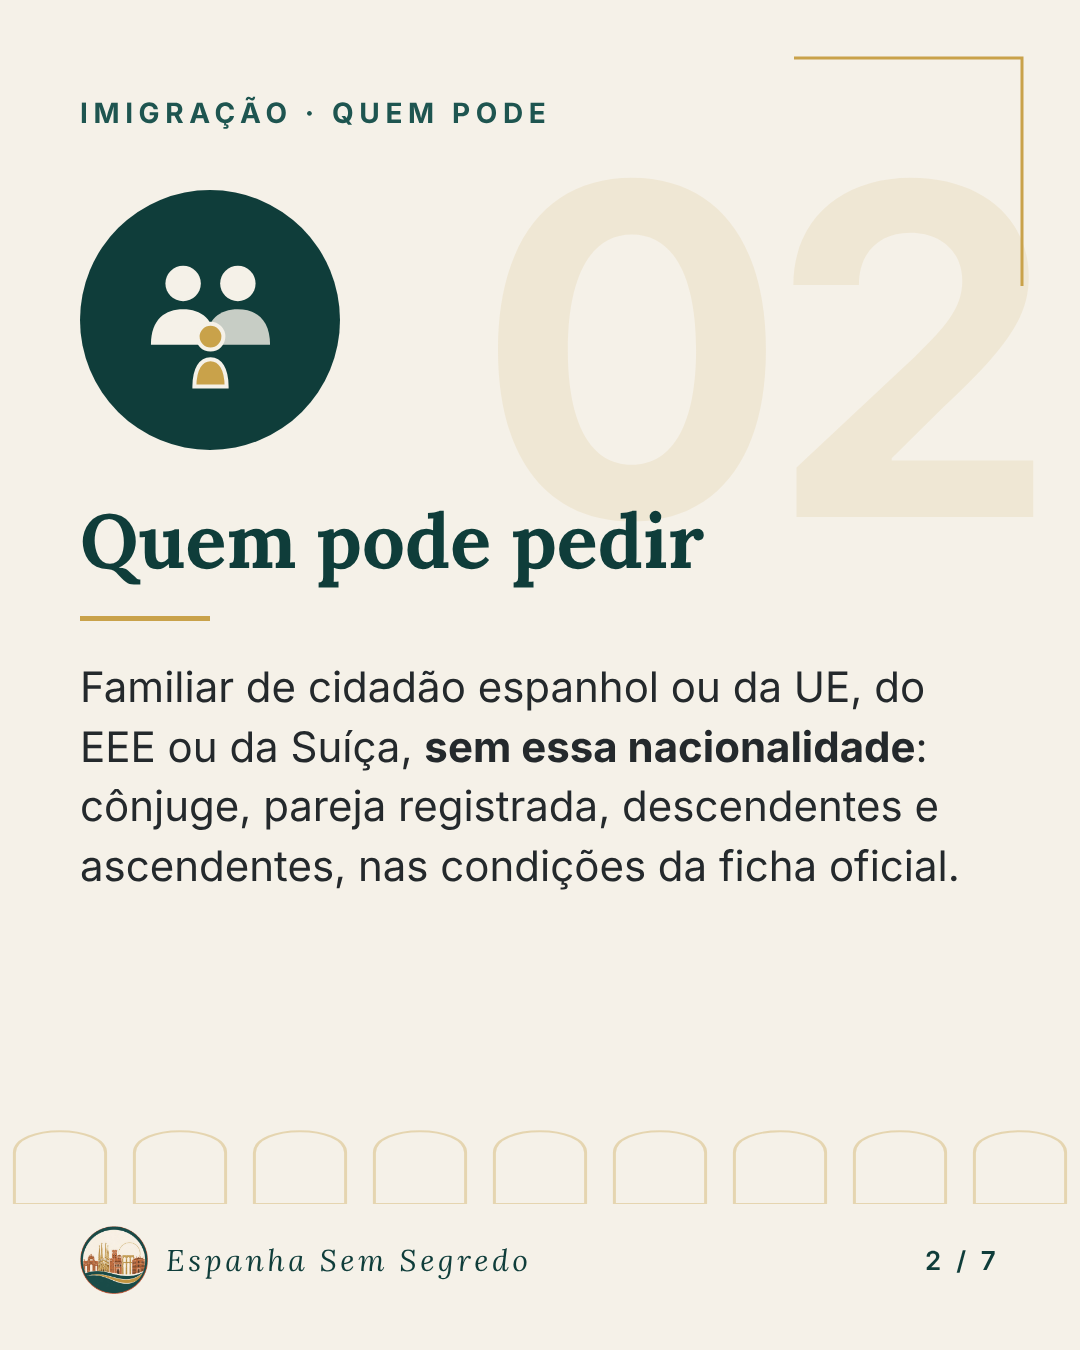 IMIGRAÇÃO · QUEM PODE
02
Quem pode pedir
Familiar de cidadão espanhol ou da UE, do
EEE ou da Suíça, sem essa nacionalidade:
cônjuge, pareja registrada, descendentes e
ascendentes, nas condições da ficha oficial.
Espanha Sem Segredo
2 / 7